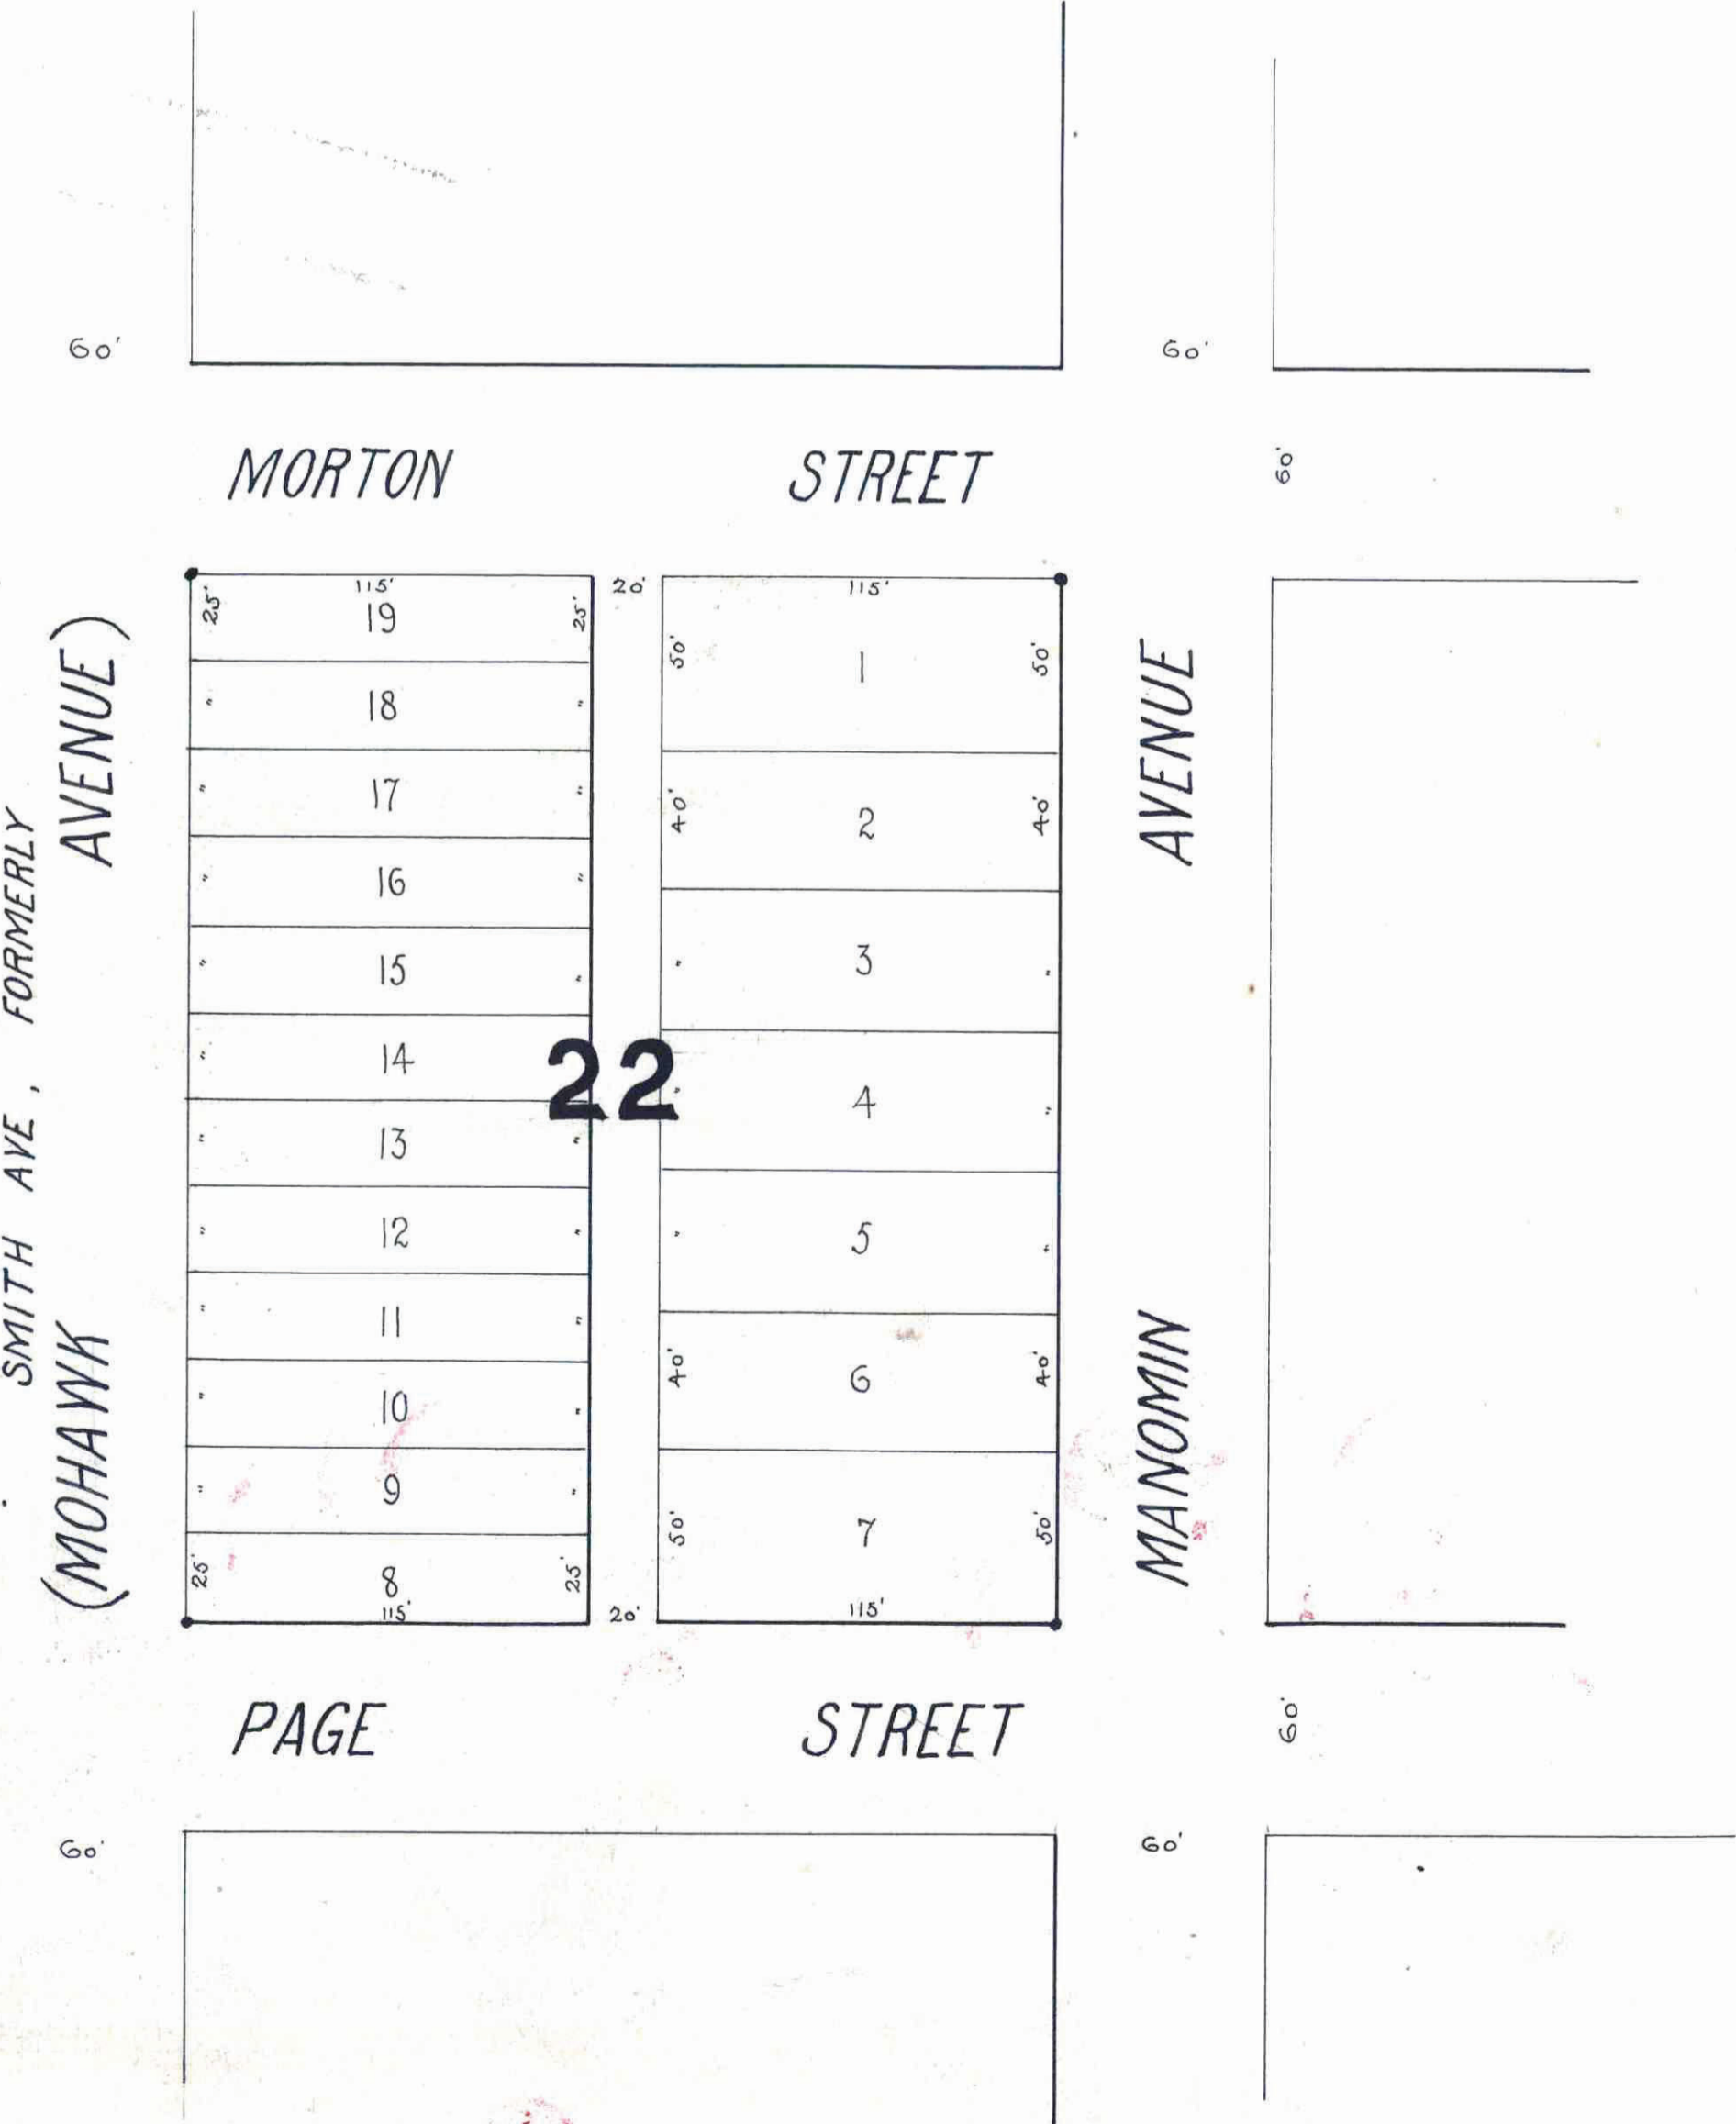 60'
60'
MORTON STREET
60'
SMITH AVE, FORMERLY
(MOHAWK AVENUE)
115'
25' 19 25'
20'
115'
50' 1 50'
" 18 "
" 17 "
40' 2 40'
" 16 "
" 15 "
" 3 "
" 14
22
" 4 "
" 13 "
" 12 "
" 5 "
" 11 "
40' 6 40'
" 10 "
" 9 "
50' 7 50'
25' 8 25'
115'
20'
115'
MANOMIN AVENUE
PAGE STREET
60'
60'
60'